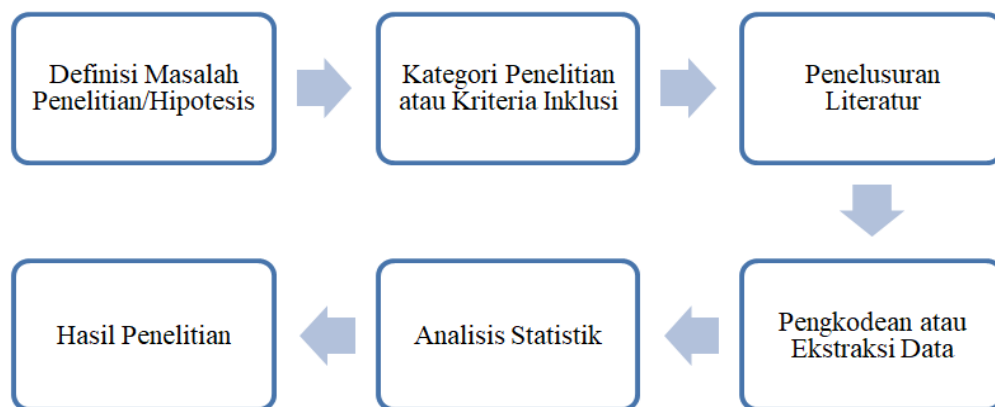 Definisi Masalah
Penelitian/Hipotesis
Kategori Penelitian
atau Kriteria Inklusi
Penelusuran
Literatur
Pengkodean atau
Ekstraksi Data
Analisis Statistik
Hasil Penelitian